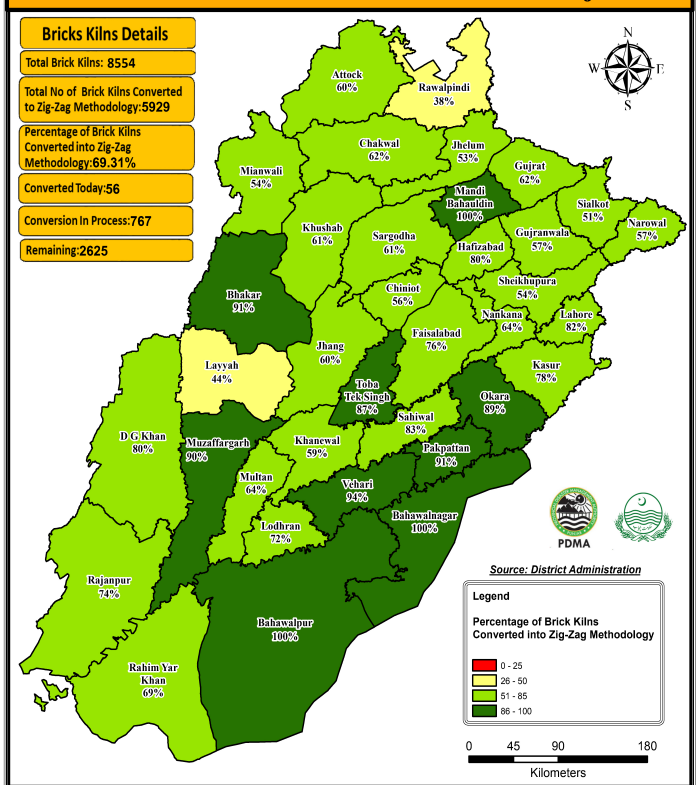 Bricks Kilns Details
Total Brick Kilns: 8554
Total No of Brick Kilns Converted
to Zig-Zag Methodology:5929
Percentage of Brick Kilns
Converted into Zig-Zag
Methodology:69.31%
Converted Today:56
Conversion In Process:767
Remaining:2625
N
W
E
S
Attock
60%
Rawalpindi
38%
Chakwal
62%
Jhelum
53%
Mianwali
54%
Gujrat
62%
Mandi
Bahauldin
100%
Sialkot
51%
Narowal
57%
Khushab
61%
Sargodha
61%
Gujranwala
57%
Hafizabad
80%
Sheikhupura
54%
Bhakar
91%
Chiniot
56%
Nankana
64%
Lahore
82%
Faisalabad
76%
Jhang
60%
Layyah
44%
Kasur
78%
Toba
Tek Singh
87%
Okara
89%
Sahiwal
83%
D G Khan
80%
Muzaffargarh
90%
Khanewal
59%
Pakpattan
91%
Multan
64%
Vehari
94%
Bahawalnagar
100%
Lodhran
72%
PDMA
Rajanpur
74%
Source: District Administration
Bahawalpur
100%
Rahim Yar
Khan
69%
Legend
Percentage of Brick Kilns
Converted into Zig-Zag Methodology
0 - 25
26 - 50
51 - 85
86 - 100
0 45 90 180
Kilometers